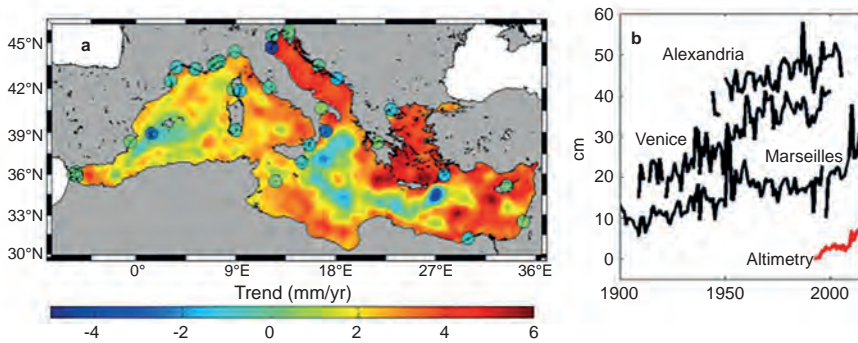 a
45°N
42°N
39°N
36°N
33°N
30°N
0° 9°E 18°E 27°E 36°E
Trend (mm/yr)
-4 -2 0 2 4 6
b
60
50
40
30
20
10
0
cm
Alexandria
Venice
Marseilles
Altimetry
1900 1950 2000